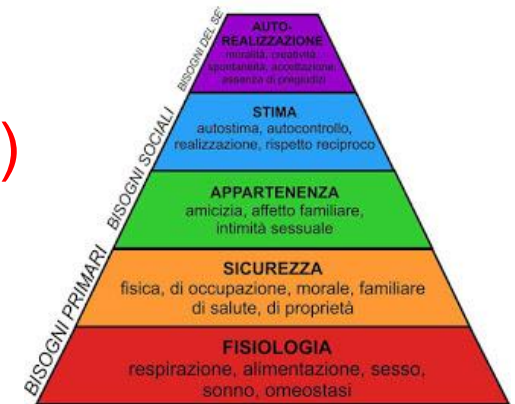 )
BISOGNI DEL SE'
AUTO-
REALIZZAZIONE
moralità, creatività,
spontaneità, accettazione,
assenza di pregiudizi
BISOGNI SOCIALI
STIMA
autostima, autocontrollo,
realizzazione, rispetto reciproco
APPARTENENZA
amicizia, affetto familiare,
intimità sessuale
BISOGNI PRIMARI
SICUREZZA
fisica, di occupazione, morale, familiare
di salute, di proprietà
FISIOLOGIA
respirazione, alimentazione, sesso,
sonno, omeostasi